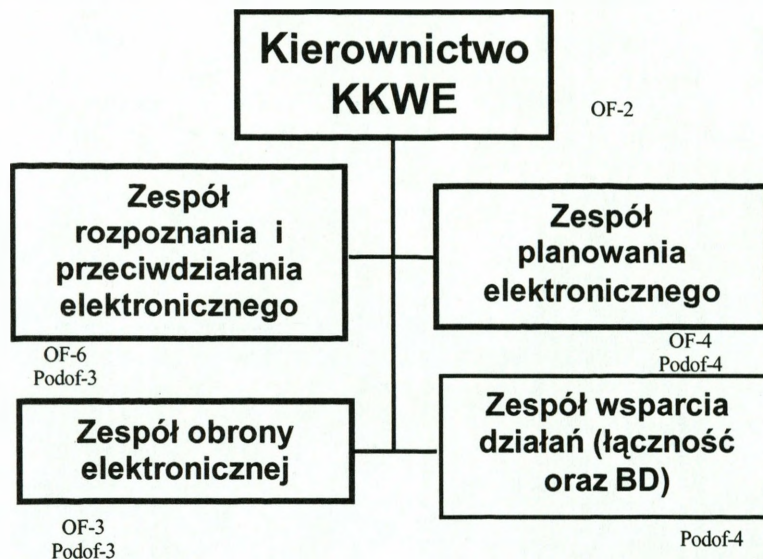 Kierownictwo
KKWE
OF-2
Zespół
rozpoznania i
przeciwdziałania
elektronicznego
OF-6
Podof-3
Zespół
planowania
elektronicznego
OF-4
Podof-4
Zespół obrony
elektronicznej
OF-3
Podof-3
Zespół wsparcia
działań (łączność
oraz BD)
Podof-4